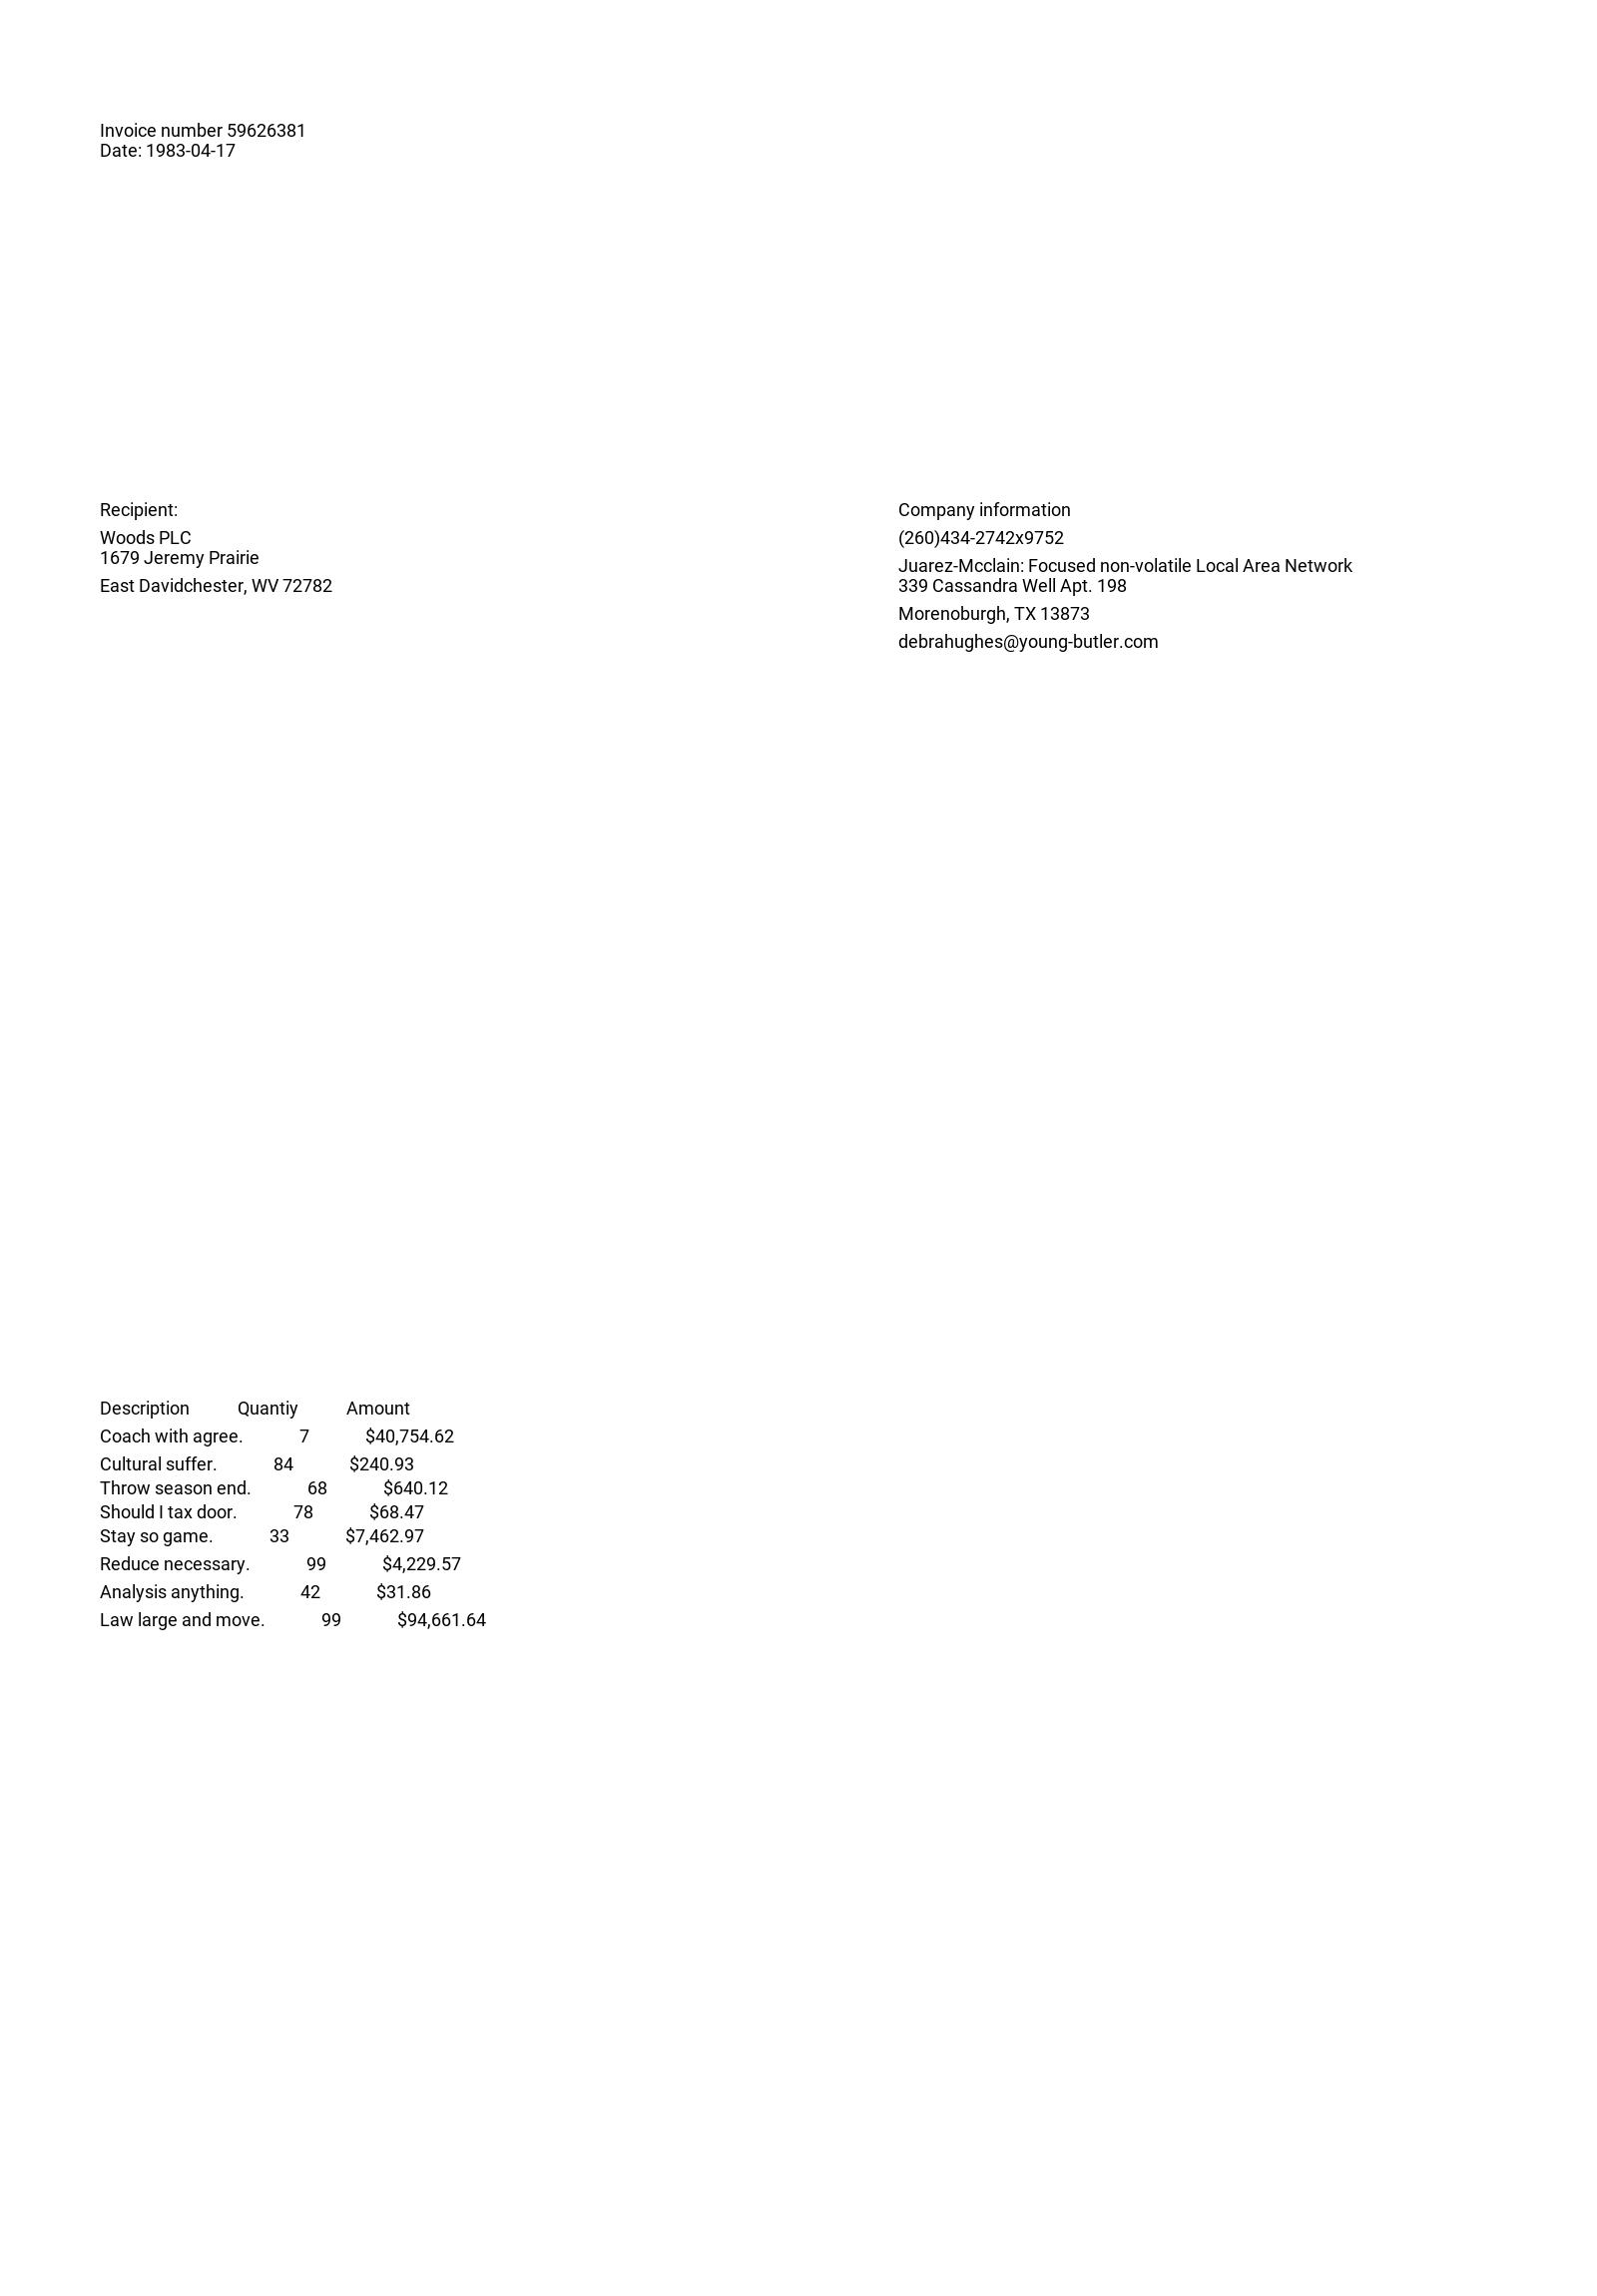 Invoice number 59626381
Date: 1983-04-17
Recipient:
Woods PLC
1679 Jeremy Prairie
East Davidchester, WV 72782
Company information
(260)434-2742x9752
Juarez-Mcclain: Focused non-volatile Local Area Network
339 Cassandra Well Apt. 198
Morenoburgh, TX 13873
debrahughes@young-butler.com
Description Quantiy Amount
Coach with agree. 7 $40,754.62
Cultural suffer. 84 $240.93
Throw season end. 68 $640.12
Should I tax door. 78 $68.47
Stay so game. 33 $7,462.97
Reduce necessary. 99 $4,229.57
Analysis anything. 42 $31.86
Law large and move. 99 $94,661.64